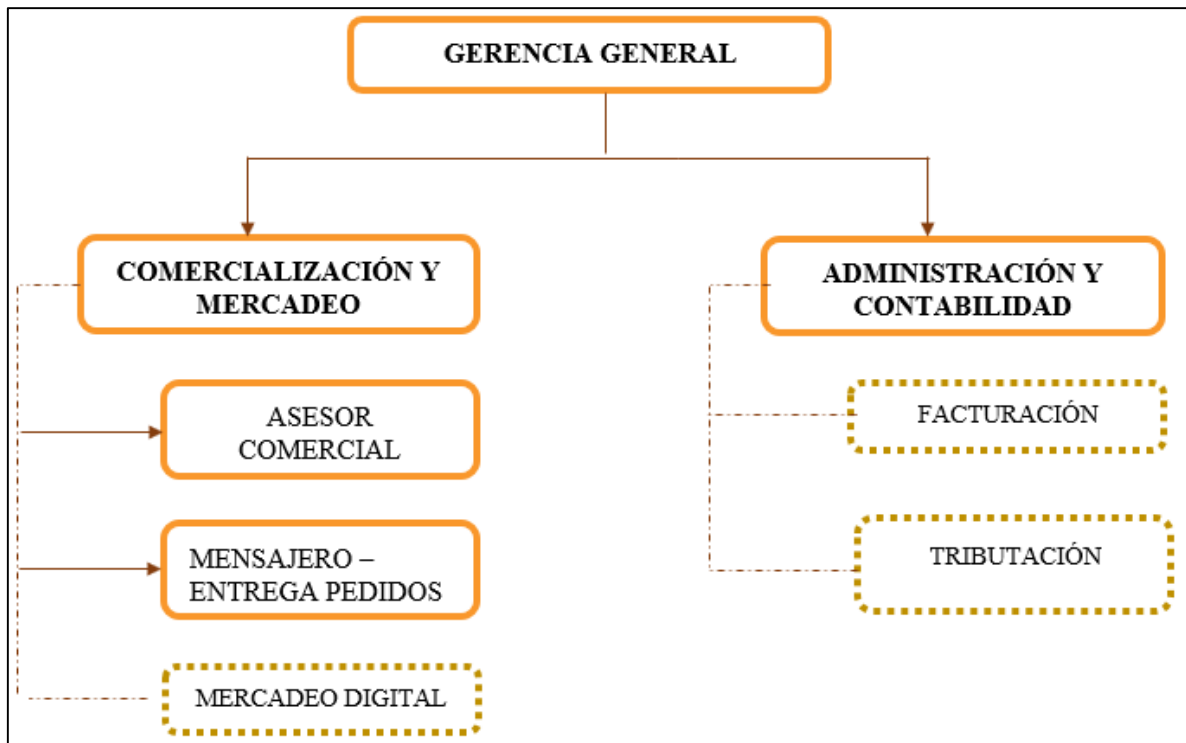 GERENCIA GENERAL
COMERCIALIZACIÓN Y
MERCADEO
ASESOR
COMERCIAL
MENSAJERO –
ENTREGA PEDIDOS
MERCADEO DIGITAL
ADMINISTRACIÓN Y
CONTABILIDAD
FACTURACIÓN
TRIBUTACIÓN